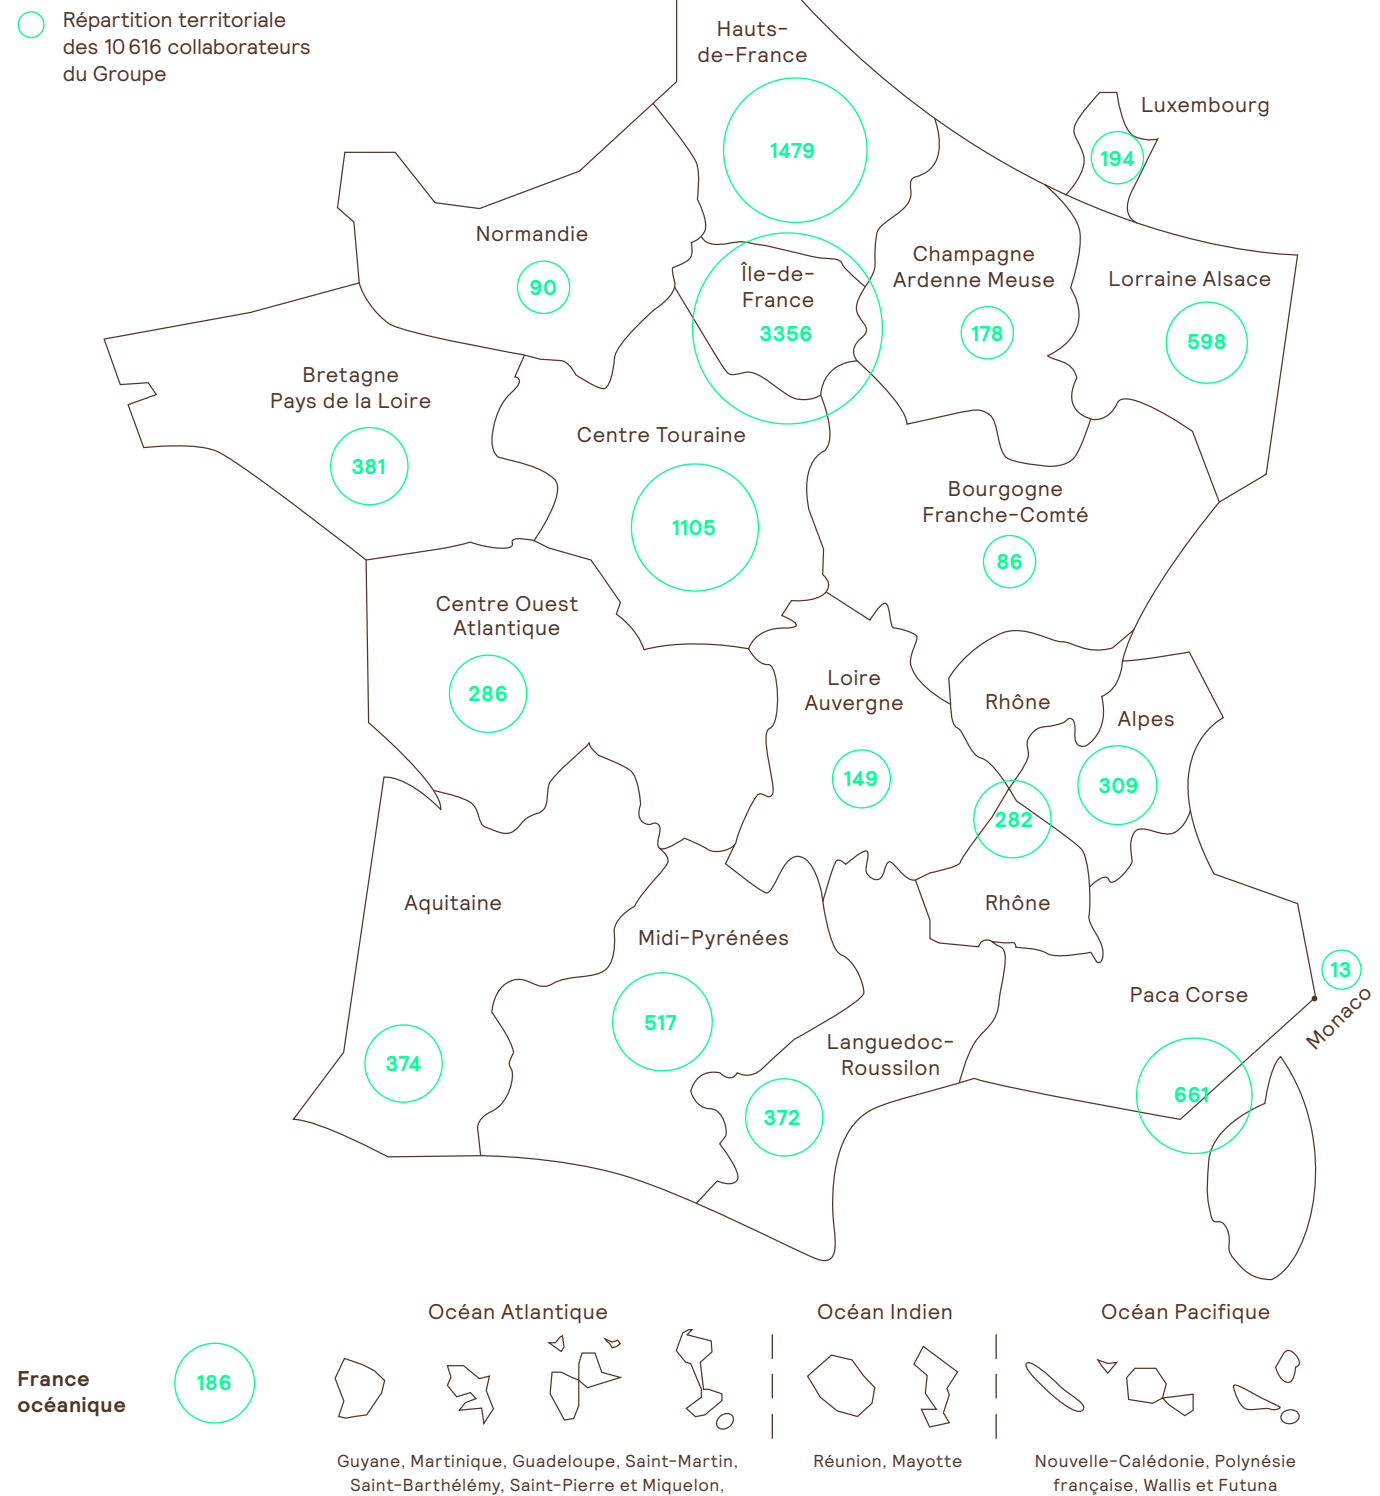 Répartition territoriale
des 10 616 collaborateurs
du Groupe
Hauts-
de-France
1479
Luxembourg
194
Normandie
90
Île-de-
France
3356
Champagne
Ardenne Meuse
178
Lorraine Alsace
598
Bretagne
Pays de la Loire
381
Centre Touraine
1105
Bourgogne
Franche-Comté
86
Centre Ouest
Atlantique
286
Loire
Auvergne
149
Rhône
Alpes
309
282
Rhône
Aquitaine
374
Midi-Pyrénées
517
Languedoc-
Roussilon
372
Paca Corse
661
13
Monaco
France
océanique
186
Océan Atlantique
Océan Indien
Océan Pacifique
Guyane, Martinique, Guadeloupe, Saint-Martin,
Saint-Barthélémy, Saint-Pierre et Miquelon,
Réunion, Mayotte
Nouvelle-Calédonie, Polynésie
française, Wallis et Futuna